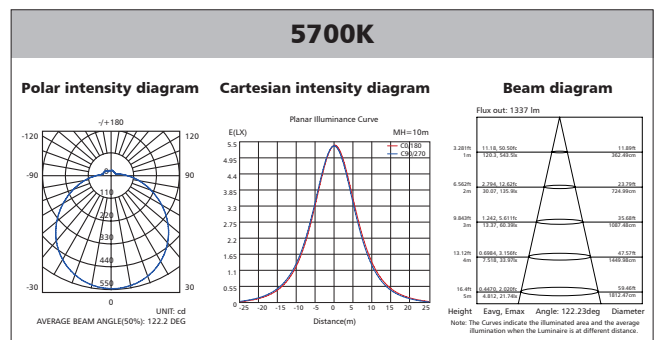 5700K
Polar intensity diagram
-/+180
-120
120
-90
90
0
110
220
330
440
550
-30
30
0
UNIT: cd
AVERAGE BEAM ANGLE(50%): 122.2 DEG
Cartesian intensity diagram
Planar Illuminance Curve
E(LX)
MH=10m
C0/180
C90/270
5.5
4.95
4.4
3.85
3.3
2.75
2.2
1.65
1.1
0.55
0
-25 -20 -15 -10 -5 0 5 10 15 20 25
Distance(m)
Beam diagram
Flux out: 1337 lm
3.281ft 11.18, 50.50fc 11.89ft
1m 120.3, 543.5lx 362.49cm
6.562ft 2.794, 12.62fc 23.79ft
2m 30.07, 135.9lx 724.99cm
9.843ft 1.242, 5.611fc 35.68ft
3m 13.37, 60.39lx 1087.48cm
13.12ft 0.6984, 3.156fc 47.57ft
4m 7.518, 33.97lx 1449.98cm
16.4ft 0.4470, 2.020fc 59.46ft
5m 4.812, 21.74lx 1812.47cm
Height Eavg, Emax Angle: 122.23deg Diameter
Note: The Curves indicate the illuminated area and the average
illumination when the Luminaire is at different distance.